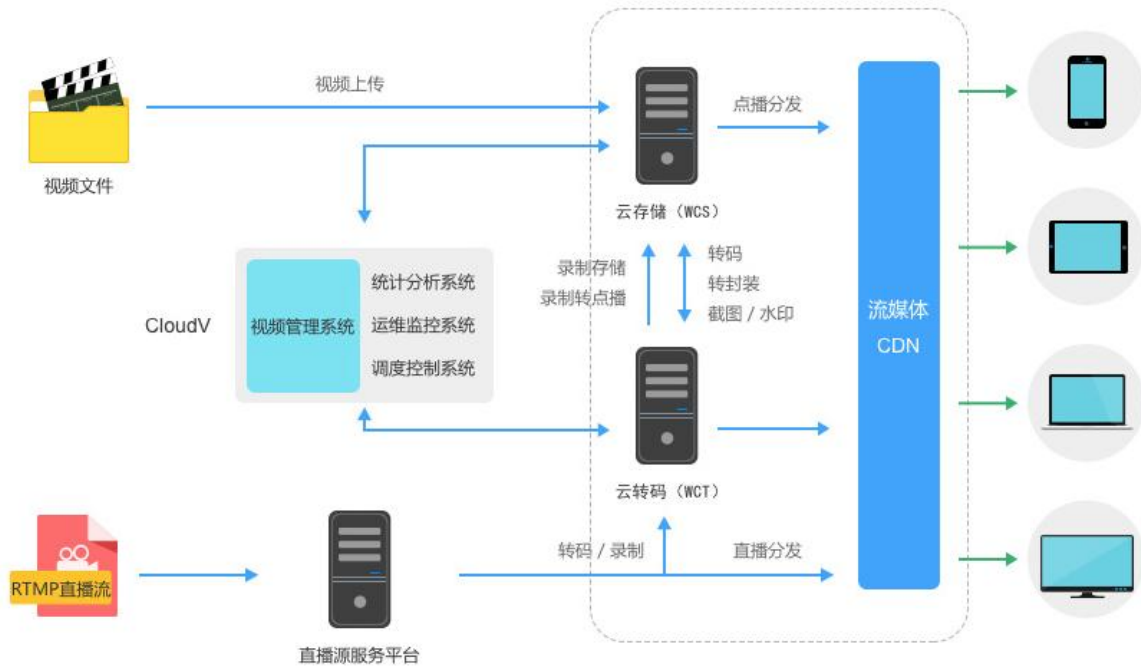 视频上传
点播分发
视频文件
云存储（WCS）
录制存储
录制转点播
转码
转封装
截图 / 水印
CloudV
视频管理系统
统计分析系统
运维监控系统
调度控制系统
流媒体
CDN
云转码（WCT）
转码 / 录制
直播分发
RTMP直播流
直播源服务平台